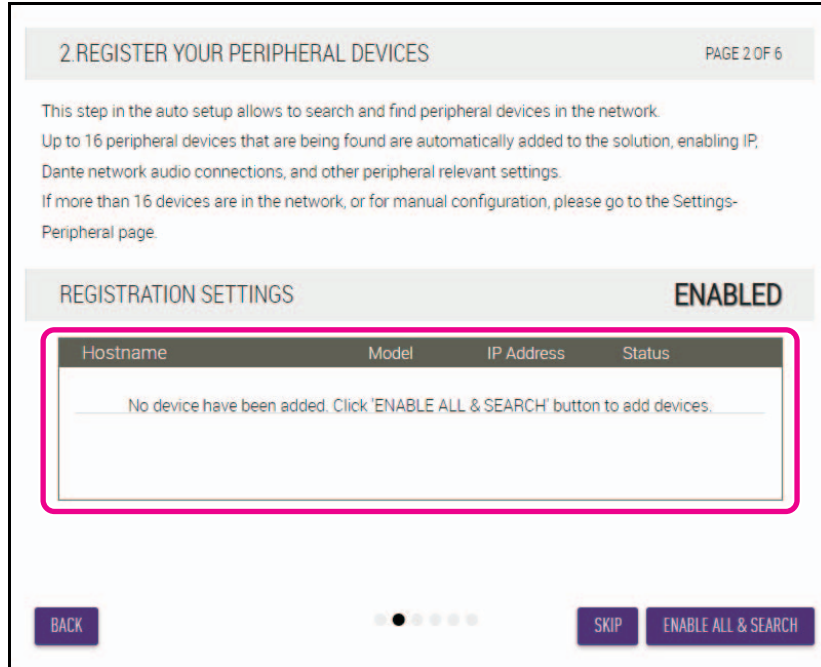 2.REGISTER YOUR PERIPHERAL DEVICES PAGE 2 OF 6
This step in the auto setup allows to search and find peripheral devices in the network.
Up to 16 peripheral devices that are being found are automatically added to the solution, enabling IP,
Dante network audio connections, and other peripheral relevant settings.
If more than 16 devices are in the network, or for manual configuration, please go to the Settings-
Peripheral page.
REGISTRATION SETTINGS ENABLED
Hostname Model IP Address Status
No device have been added. Click 'ENABLE ALL & SEARCH' button to add devices.
BACK SKIP ENABLE ALL & SEARCH